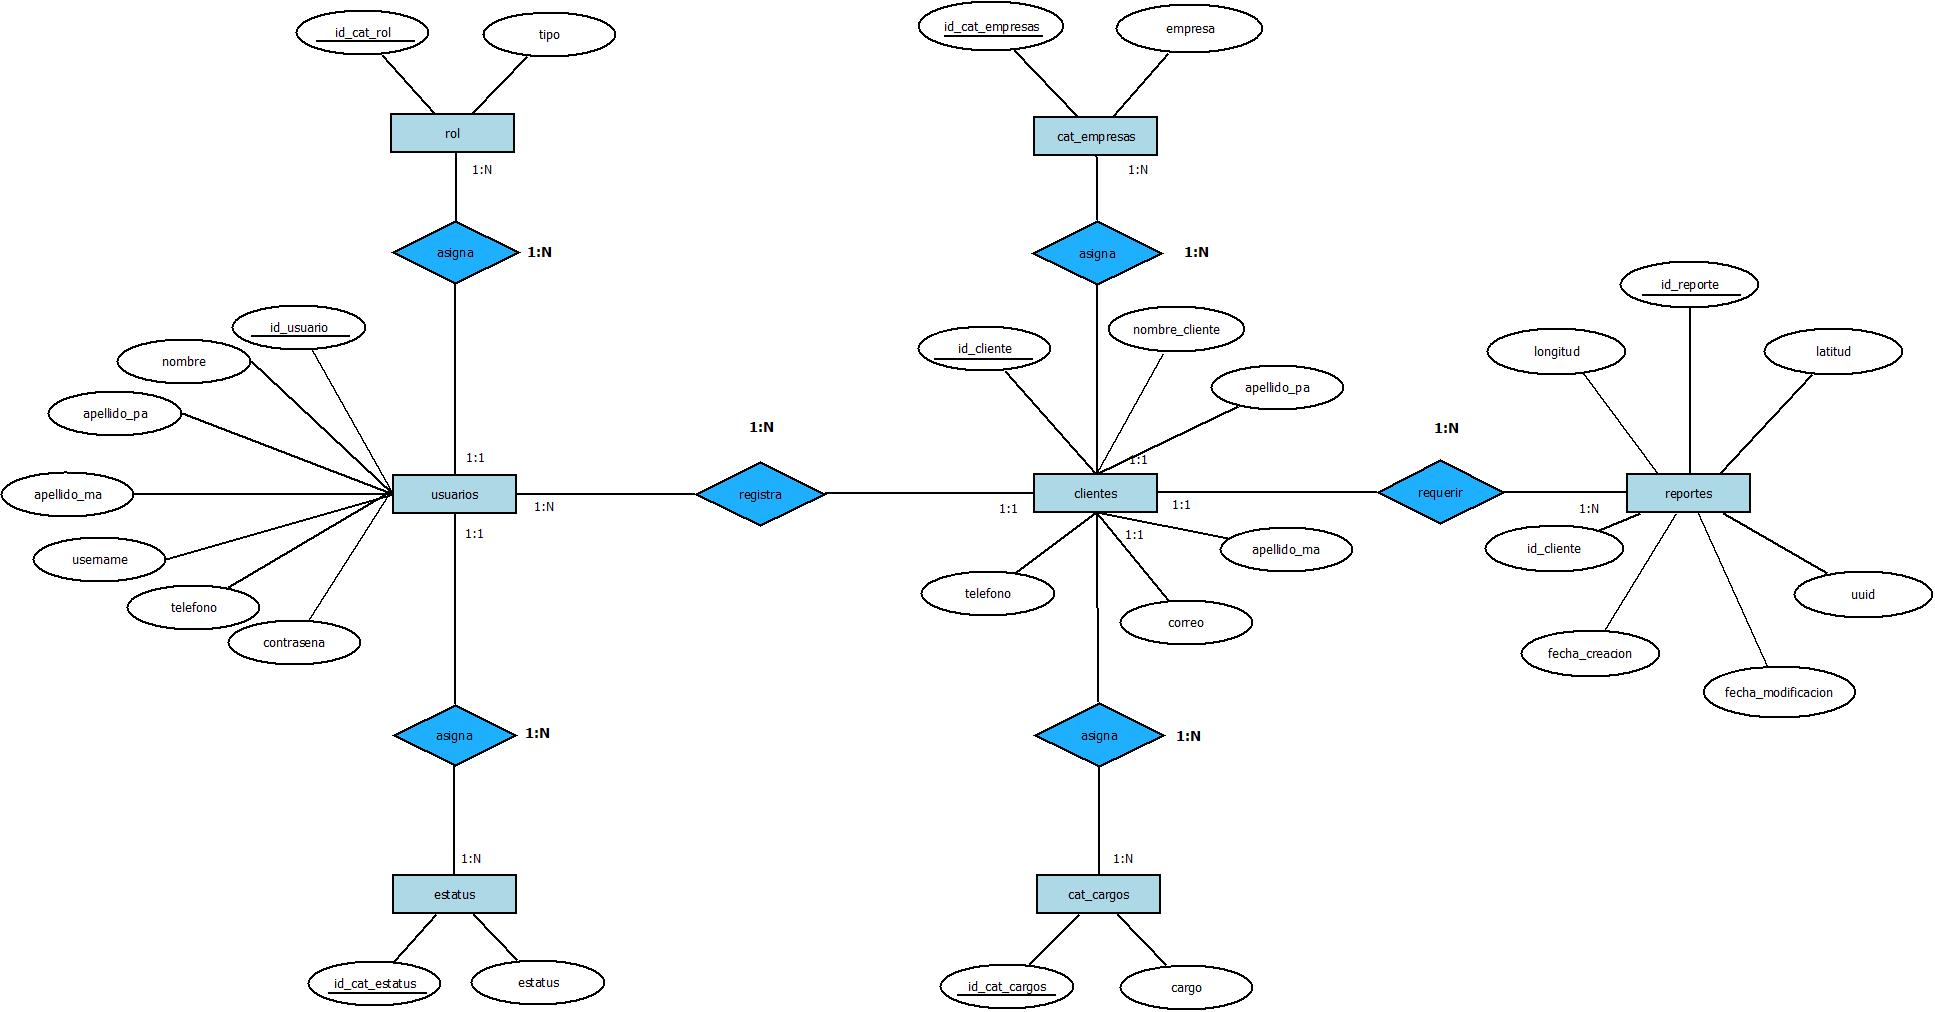 id_cat_rol
tipo
id_cat_empresas
empresa
rol
cat_empresas
1:N
1:N
asigna
1:N
asigna
1:N
id_reporte
id_usuario
nombre_cliente
id_cliente
longitud
latitud
nombre
apellido_pa
apellido_pa
1:N
1:N
1:1
1:1
apellido_ma
usuarios
registra
clientes
requerir
reportes
1:N
1:1
1:1
1:N
1:1
1:1
id_cliente
apellido_ma
username
telefono
uuid
telefono
correo
contrasena
fecha_creacion
fecha_modificacion
asigna
1:N
asigna
1:N
1:N
1:N
estatus
cat_cargos
id_cat_estatus
estatus
id_cat_cargos
cargo